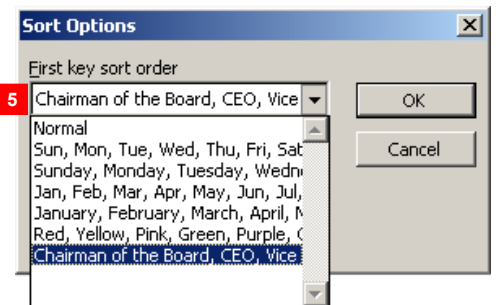 Sort Options
First key sort order
5
Chairman of the Board, CEO, Vice
OK
Normal
Sun, Mon, Tue, Wed, Thu, Fri, Sat
Cancel
Sunday, Monday, Tuesday,
Jan, Feb, Mar, Apr, May, Jun, Jul,
January, February, March, April,
Red, Yellow, Pink, Green, Purple,
Chairman of the Board, CEO, Vice